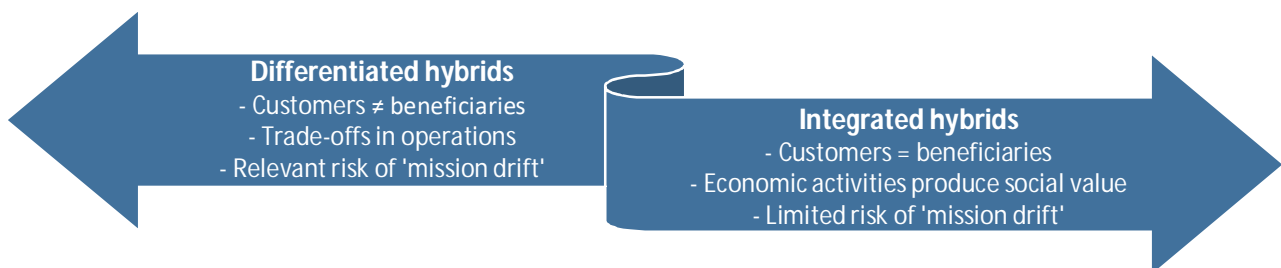 Differentiated hybrids
- Customers ≠ beneficiaries
- Trade-offs in operations
- Relevant risk of 'mission drift'
Integrated hybrids
- Customers = beneficiaries
- Economic activities produce social value
- Limited risk of 'mission drift'